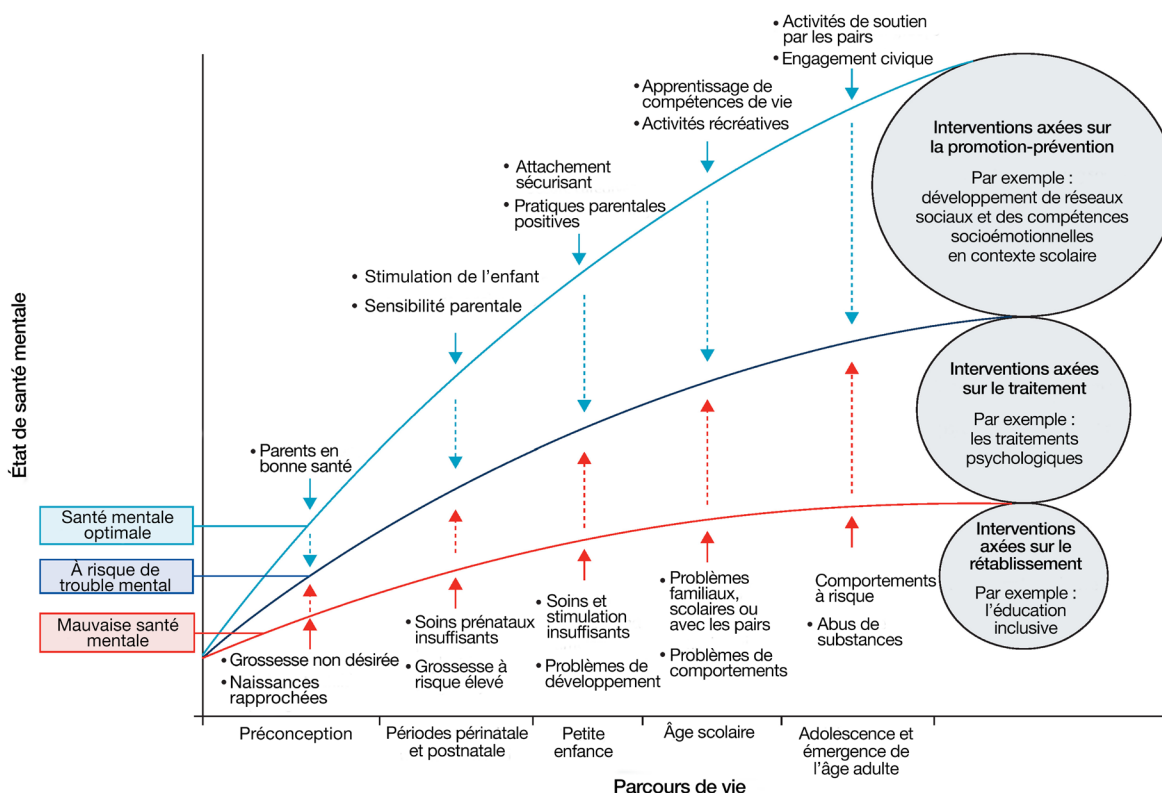 • Activités de soutien
par les pairs
• Engagement civique
• Apprentissage de
compétences de vie
• Activités récréatives
• Attachement
sécurisant
• Pratiques parentales
positives
• Stimulation de l’enfant
• Sensibilité parentale
• Parents en
bonne santé
État de santé mentale
Santé mentale
optimale
À risque de
trouble mental
Mauvaise santé
mentale
• Grossesse non désirée
• Naissances
rapprochées
• Soins prénataux
insuffisants
• Grossesse à
risque élevé
• Soins et
stimulation
insuffisants
• Problèmes de
développement
• Problèmes
familiaux,
scolaires ou
avec les pairs
• Problèmes de
comportements
Comportements
à risque
• Abus de
substances
Interventions axées sur
la promotion-prévention
Par exemple :
développement de réseaux
sociaux et des compétences
socioémotionnelles
en contexte scolaire
Interventions axées
sur le traitement
Par exemple :
les traitements
psychologiques
Interventions
axées sur le
rétablissement
Par exemple :
l’éducation
inclusive
Préconception
Périodes périnatale
et postnatale
Petite
enfance
Âge scolaire
Adolescence et
émergence de
l’âge adulte
Parcours de vie